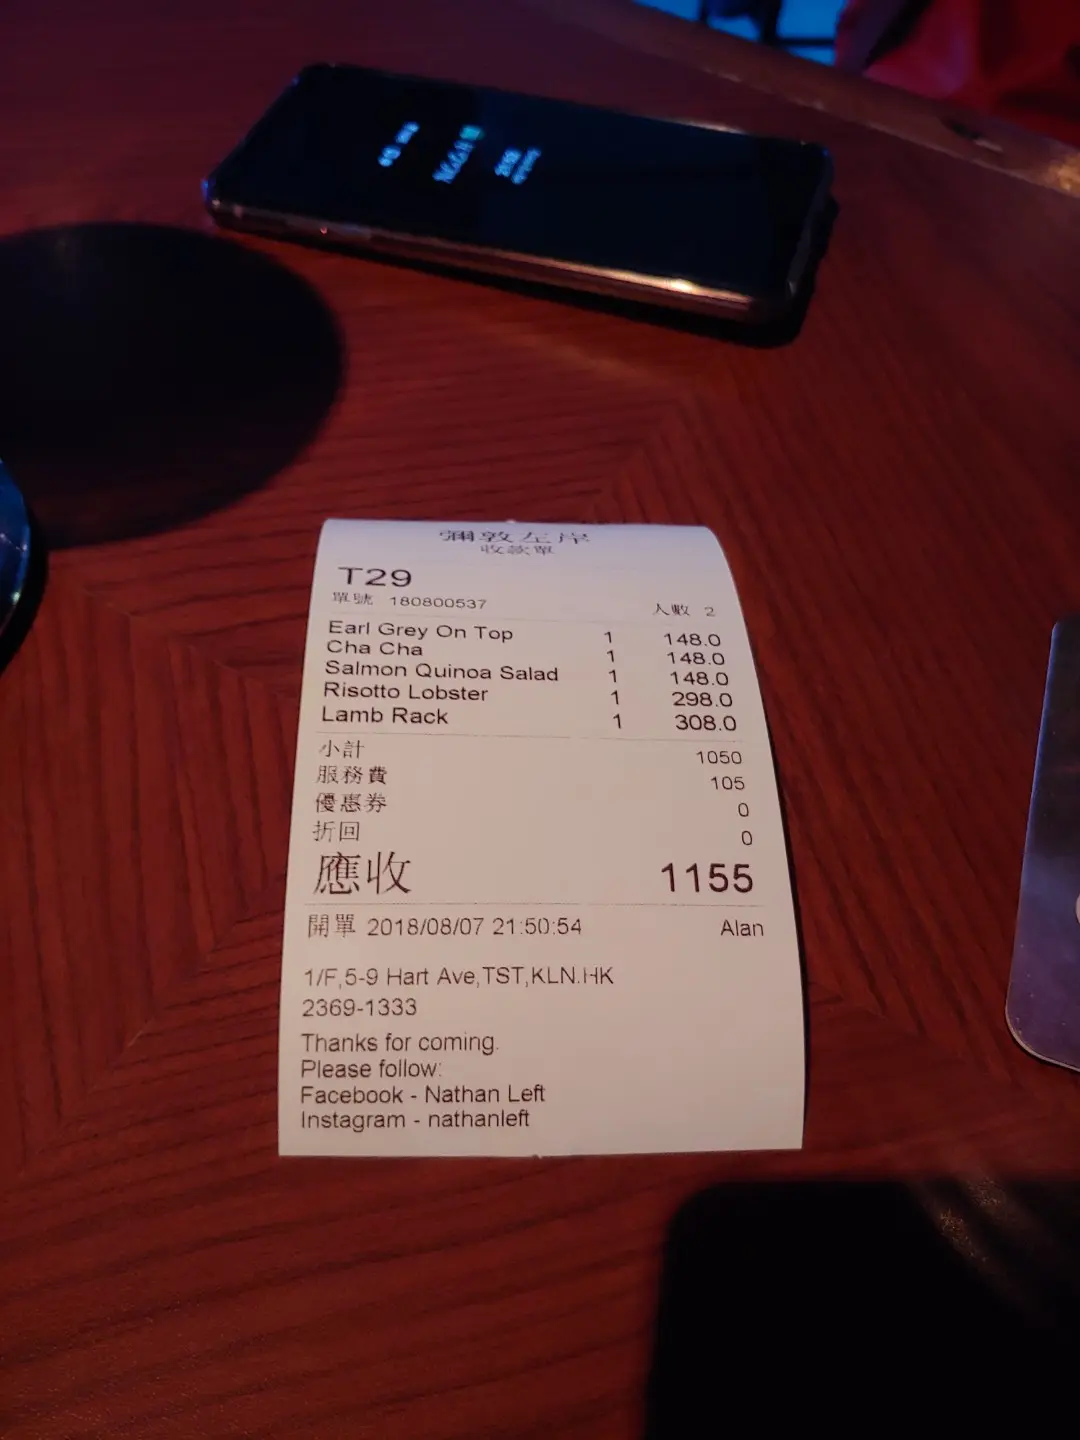 彌敦左岸
收款單
T29
單號 180800537 人數 2
Earl Grey On Top 1 148.0
Cha Cha 1 148.0
Salmon Quinoa Salad 1 148.0
Risotto Lobster 1 298.0
Lamb Rack 1 308.0
小計 1050
服務費 105
優惠券 0
折回 0
應收 1155
開單 2018/08/07 21:50:54 Alan
1/F,5-9 Hart Ave,TST,KLN.HK
2369-1333
Thanks for coming.
Please follow:
Facebook - Nathan Left
Instagram - nathanleft